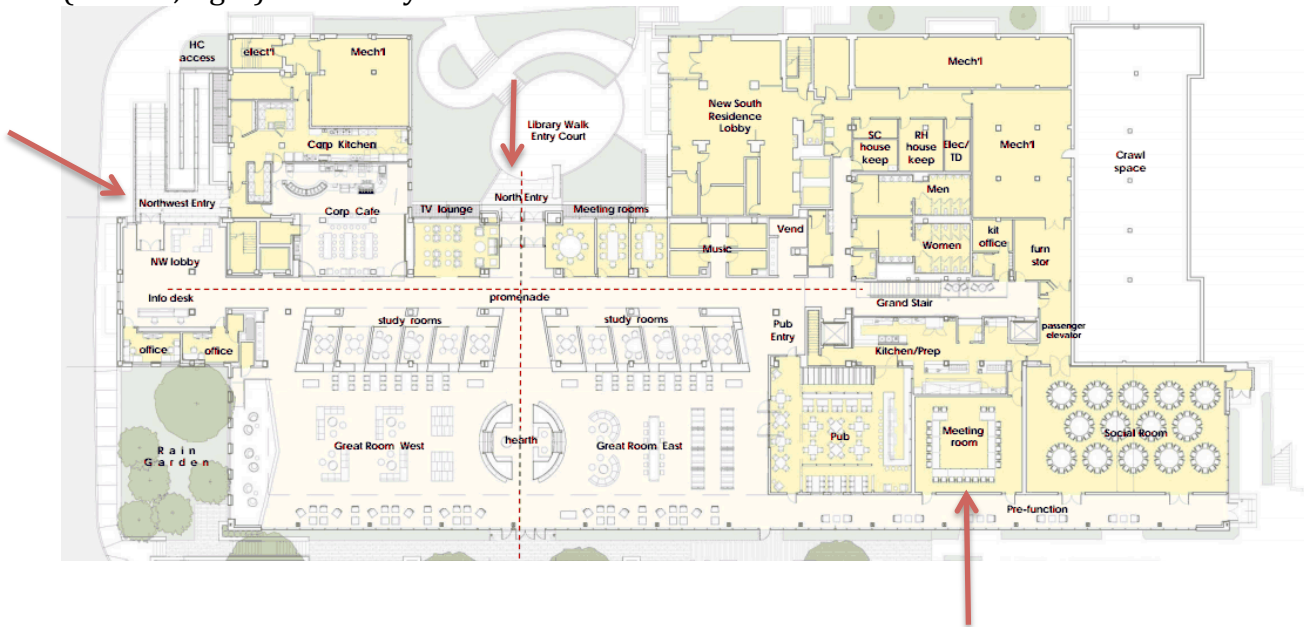 HC
access
elect'l
Mech'l
Corp Kitchen
Corp Cafe
Northwest Entry
NW lobby
Info desk
office
office
Rain
Garden
Library Walk
Entry Court
North Entry
TV lounge
Meeting rooms
promenade
study rooms
study rooms
Great Room West
hearth
Great Room East
New South
Residence
Lobby
Music
Vend
Pub
Entry
Mech'l
SC
house
keep
RH
house
keep
Elec/
TD
Mech'l
Men
Women
kit
office
furn
stor
Grand Stair
passenger
elevator
Kitchen/Prep
Pub
Meeting
room
Social Room
Pre-function
Crawl
space